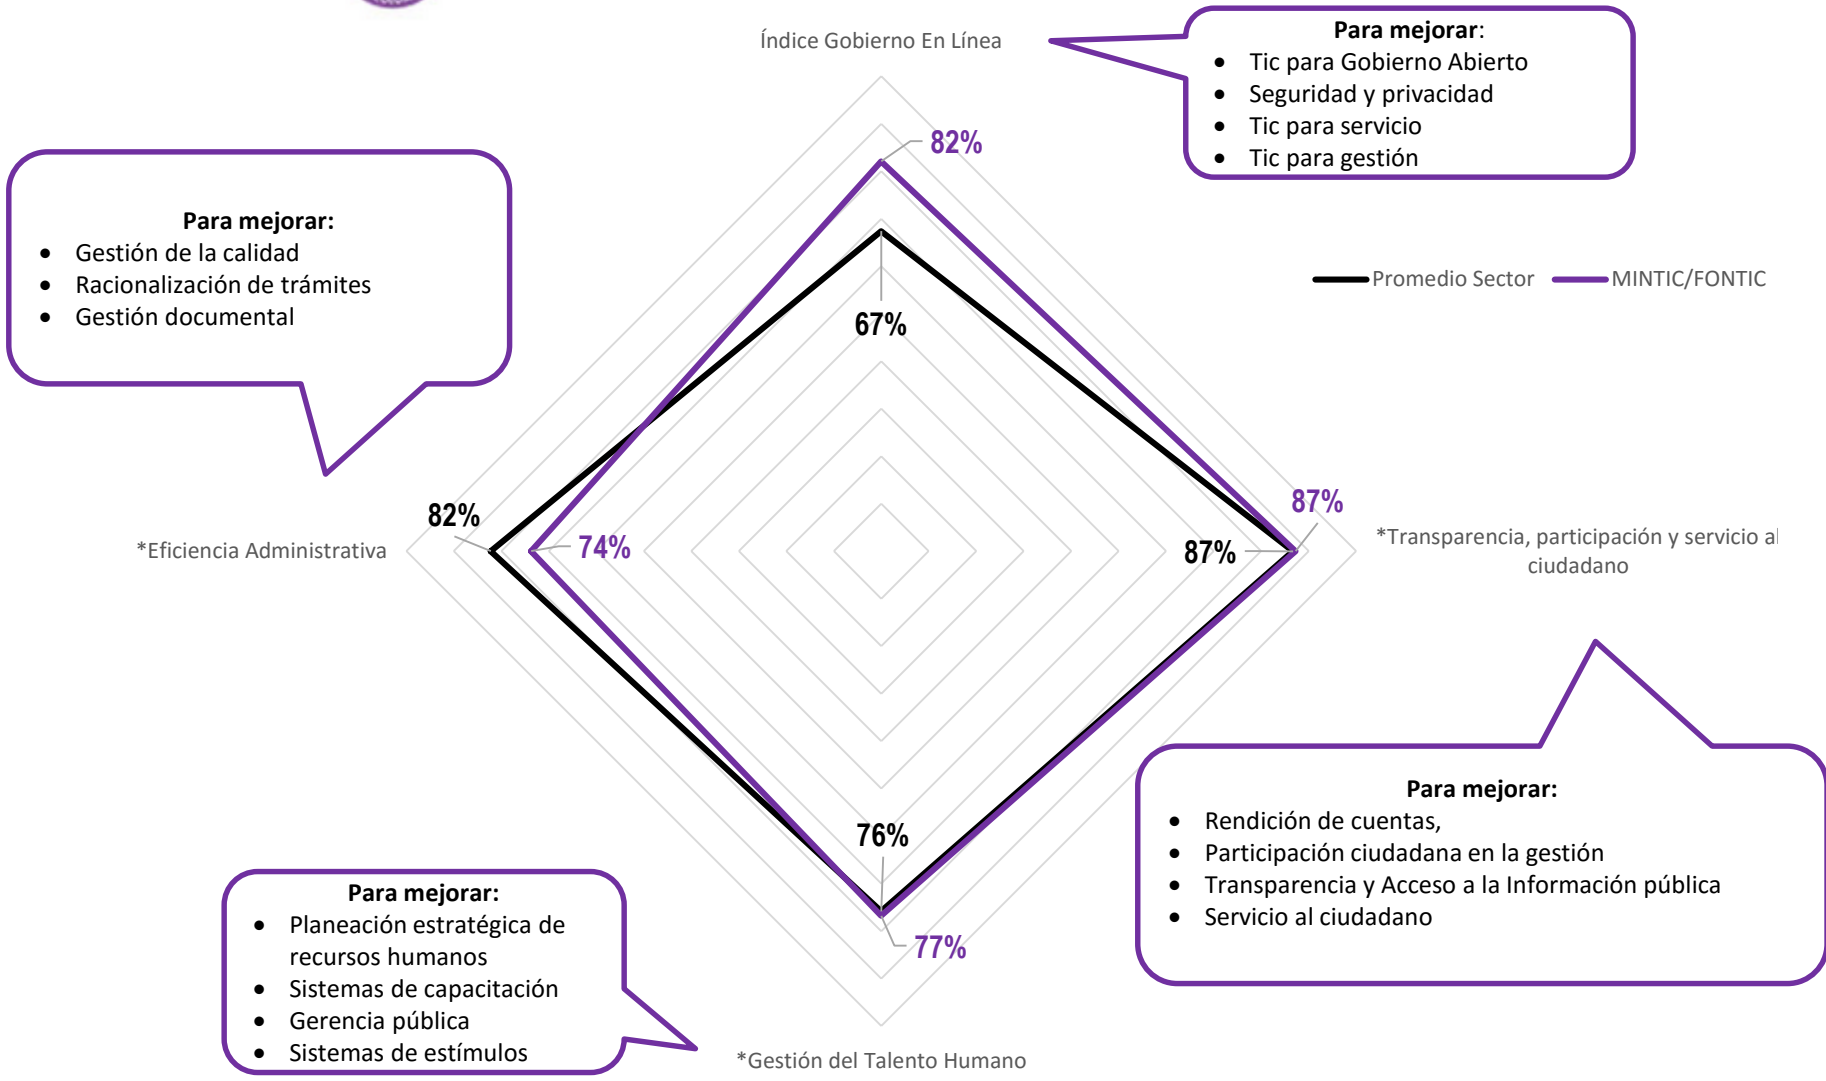 Índice Gobierno En Línea
Para mejorar:
• Tic para Gobierno Abierto
• Seguridad y privacidad
• Tic para servicio
• Tic para gestión
82%
67%
Promedio Sector
MINTIC/FONTIC
Para mejorar:
• Gestión de la calidad
• Racionalización de trámites
• Gestión documental
*Eficiencia Administrativa
82%
74%
87%
87%
*Transparencia, participación y servicio al
ciudadano
Para mejorar:
• Rendición de cuentas,
• Participación ciudadana en la gestión
• Transparencia y Acceso a la Información pública
• Servicio al ciudadano
76%
77%
Para mejorar:
• Planeación estratégica de
recursos humanos
• Sistemas de capacitación
• Gerencia pública
• Sistemas de estímulos
*Gestión del Talento Humano